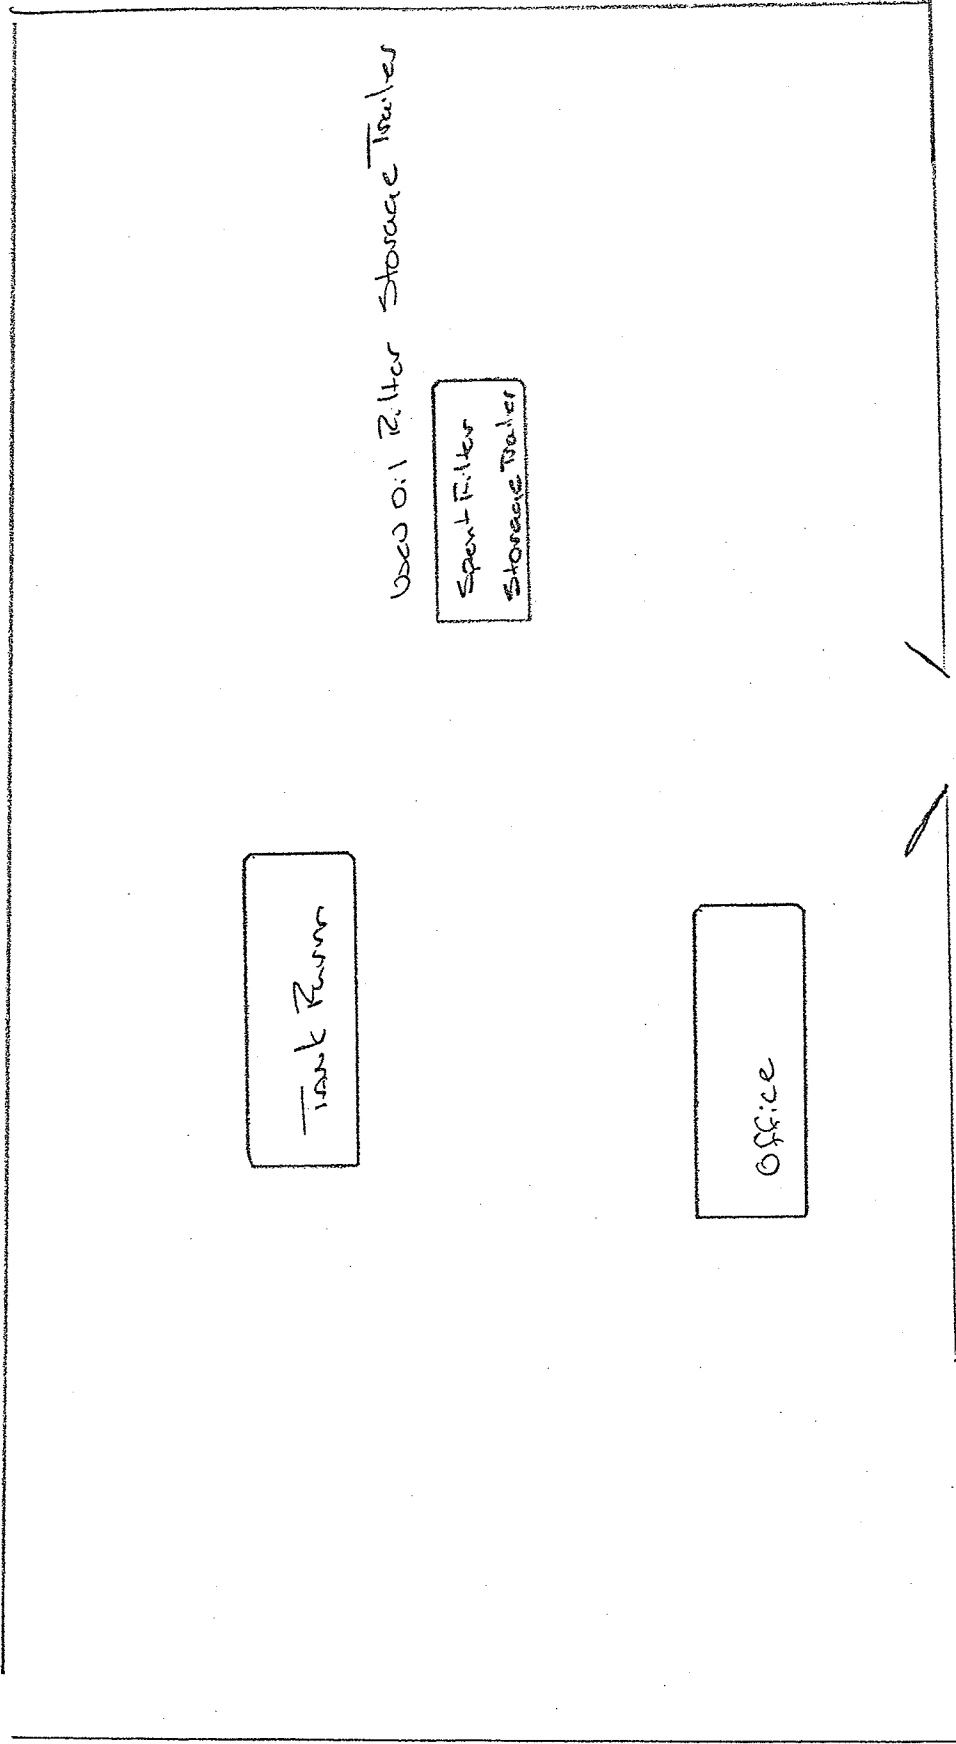 Used Oil Filter Storage Trailer
Spent Filter
Storage Trailer
Tank Farm
Office